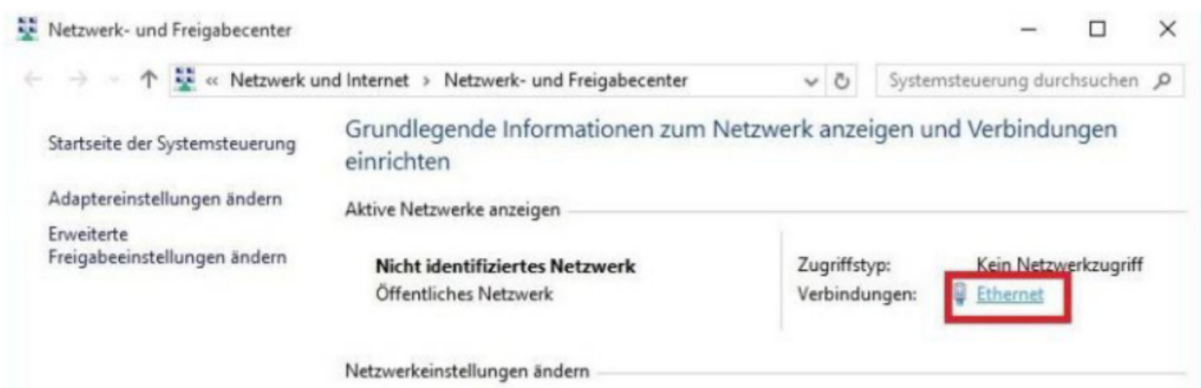 Netzwerk- und Freigabecenter
« Netzwerk und Internet › Netzwerk- und Freigabecenter
Systemsteuerung durchsuchen
Startseite der Systemsteuerung
Adaptereinstellungen ändern
Erweiterte
Freigabeeinstellungen ändern
Grundlegende Informationen zum Netzwerk anzeigen und Verbindungen
einrichten
Aktive Netzwerke anzeigen
Nicht identifiziertes Netzwerk
Öffentliches Netzwerk
Zugriffstyp: Kein Netzwerkzugriff
Verbindungen: Ethernet
Netzwerkeinstellungen ändern